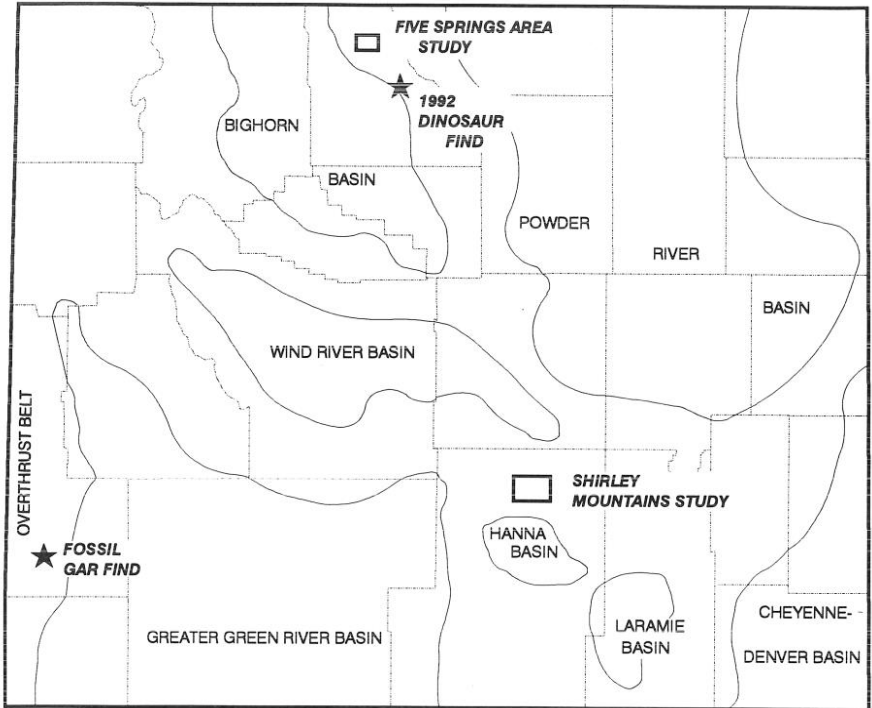 FIVE SPRINGS AREA
STUDY
1992
DINOSAUR
FIND
BIGHORN
BASIN
POWDER
RIVER
BASIN
WIND RIVER BASIN
OVERTHRUST BELT
SHIRLEY
MOUNTAINS STUDY
HANNA
BASIN
FOSSIL
GAR FIND
GREATER GREEN RIVER BASIN
LARAMIE
BASIN
CHEYENNE-
DENVER BASIN